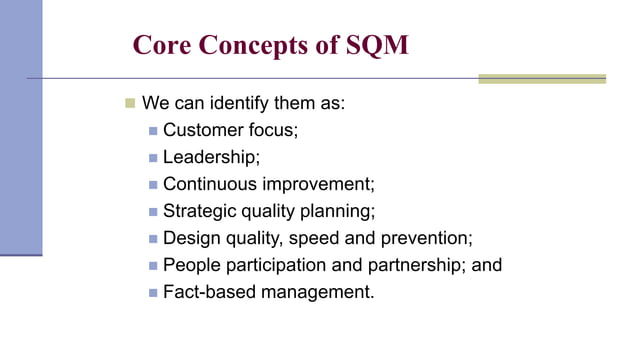 Core Concepts of SQM
We can identify them as:
Customer focus;
Leadership;
Continuous improvement;
Strategic quality planning;
Design quality, speed and prevention;
People participation and partnership; and
Fact-based management.